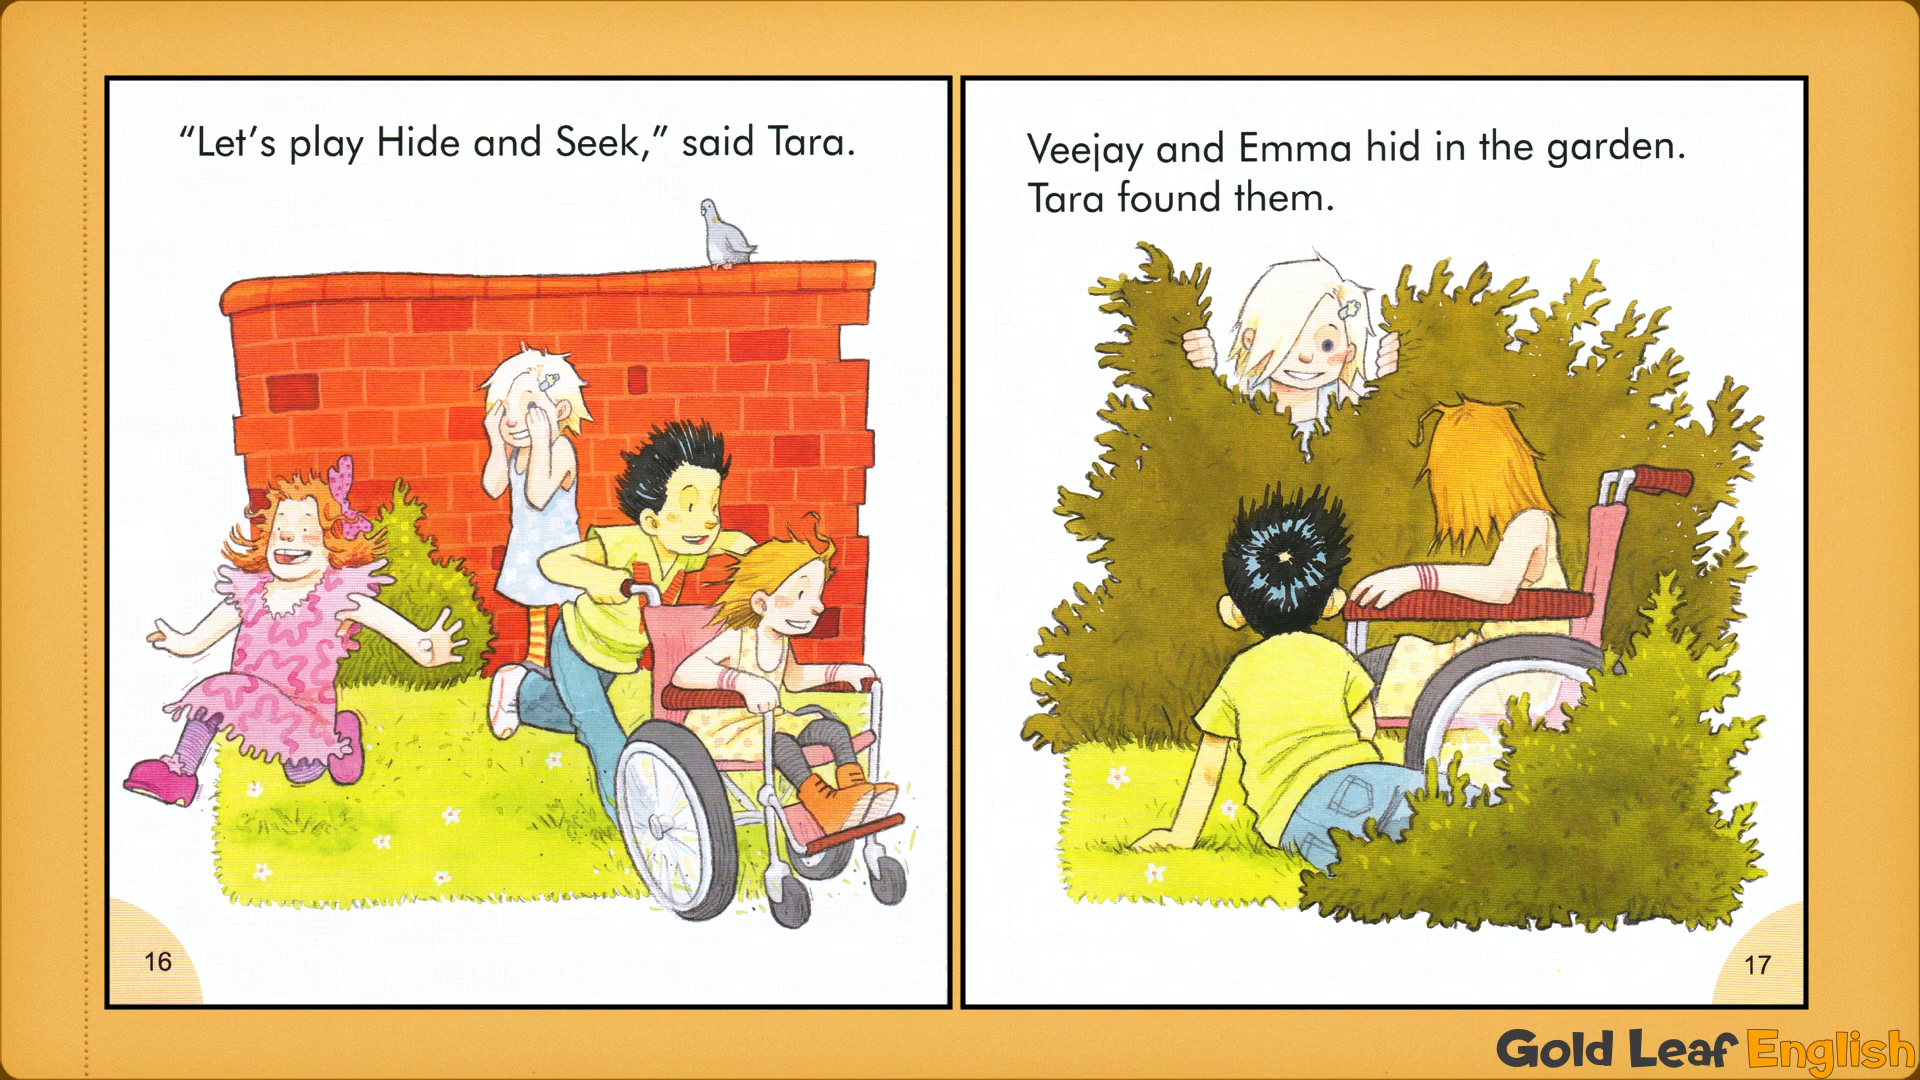 “Let’s play Hide and Seek,” said Tara.
16
Veejay and Emma hid in the garden.
Tara found them.
17
Gold Leaf English